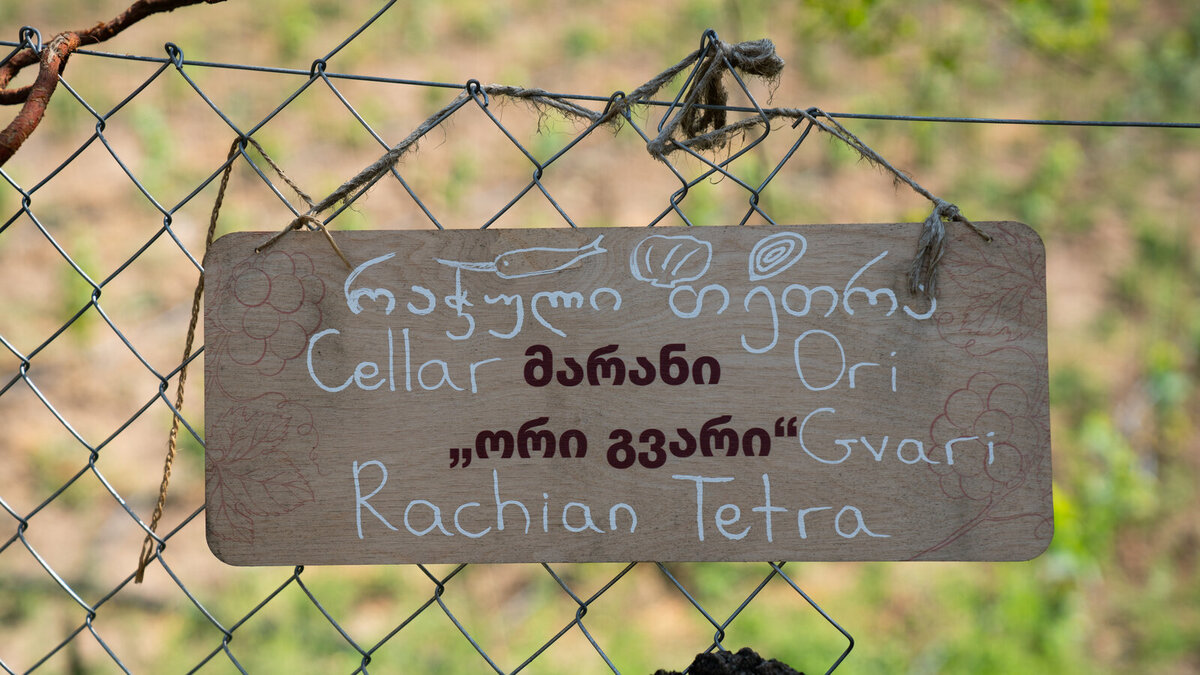 რაჭული თეთრა
Cellar მარანი Ori
„ორი გვარი“ Gvari
Rachian Tetra